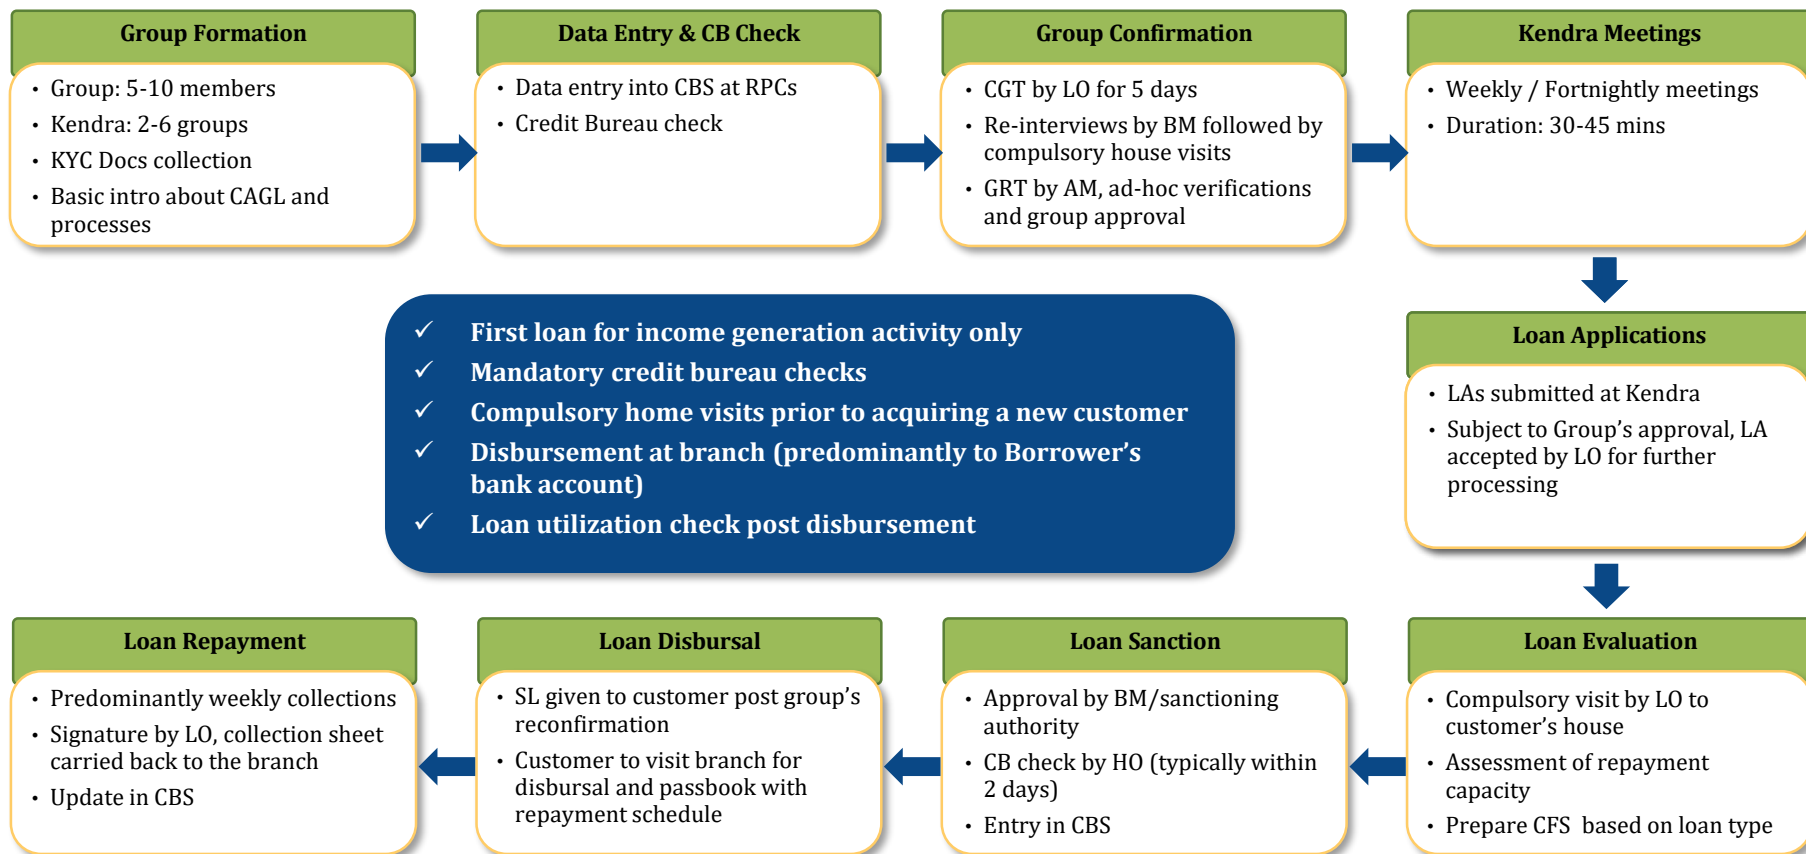 Group Formation
• Group: 5-10 members
• Kendra: 2-6 groups
• KYC Docs collection
• Basic intro about CAGL and
processes
Data Entry & CB Check
• Data entry into CBS at RPCs
• Credit Bureau check
Group Confirmation
• CGT by LO for 5 days
• Re-interviews by BM followed by
compulsory house visits
• GRT by AM, ad-hoc verifications
and group approval
Kendra Meetings
• Weekly / Fortnightly meetings
• Duration: 30-45 mins
✓ First loan for income generation activity only
✓ Mandatory credit bureau checks
✓ Compulsory home visits prior to acquiring a new customer
✓ Disbursement at branch (predominantly to Borrower’s
bank account)
✓ Loan utilization check post disbursement
Loan Applications
• LAs submitted at Kendra
• Subject to Group’s approval, LA
accepted by LO for further
processing
Loan Repayment
• Predominantly weekly collections
• Signature by LO, collection sheet
carried back to the branch
• Update in CBS
Loan Disbursal
• SL given to customer post group’s
reconfirmation
• Customer to visit branch for
disbursal and passbook with
repayment schedule
Loan Sanction
• Approval by BM/sanctioning
authority
• CB check by HO (typically within
2 days)
• Entry in CBS
Loan Evaluation
• Compulsory visit by LO to
customer’s house
• Assessment of repayment
capacity
• Prepare CFS based on loan type